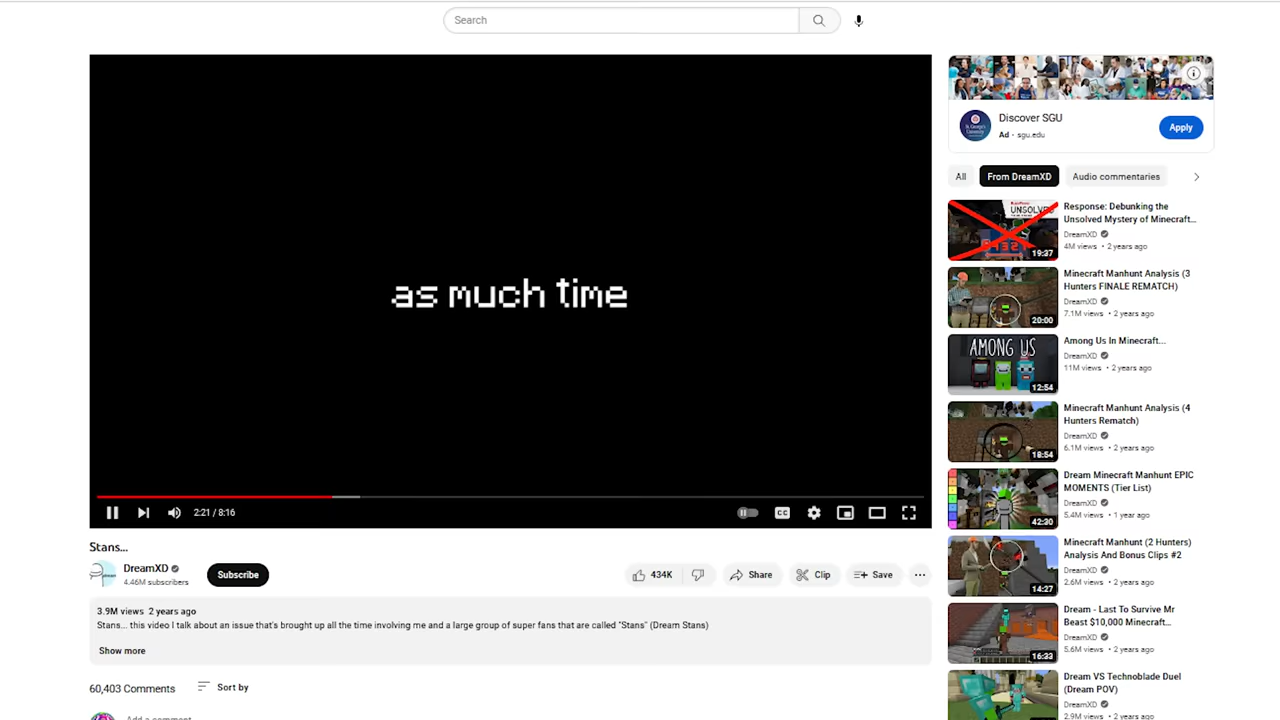 Search
as much time
2:21 / 8:16
CC
Stans...
DreamXD
4.46M subscribers
Subscribe
434K
Share
Clip
Save
3.9M views 2 years ago
Stans... this video I talk about an issue that's brought up all the time involving me and a large group of super fans that are called "Stans" (Dream Stans)
Show more
60,403 Comments
Sort by
Add a comment
Discover SGU
Ad • sgu.edu
Apply
All
From DreamXD
Audio commentaries
UNSOLVED
19:37
Response: Debunking the
Unsolved Mystery of Minecraft...
DreamXD
4M views • 2 years ago
20:00
Minecraft Manhunt Analysis (3
Hunters FINALE REMATCH)
DreamXD
7.1M views • 2 years ago
AMONG US
12:54
Among Us In Minecraft...
DreamXD
11M views • 2 years ago
18:54
Minecraft Manhunt Analysis (4
Hunters Rematch)
DreamXD
6.1M views • 2 years ago
42:30
Dream Minecraft Manhunt EPIC
MOMENTS (Tier List)
DreamXD
5.4M views • 1 year ago
14:27
Minecraft Manhunt (2 Hunters)
Analysis And Bonus Clips #2
DreamXD
2.6M views • 2 years ago
16:33
Dream - Last To Survive Mr
Beast $10,000 Minecraft...
DreamXD
5.6M views • 2 years ago
Dream VS Technoblade Duel
(Dream POV)
DreamXD
2.9M views • 2 years ago